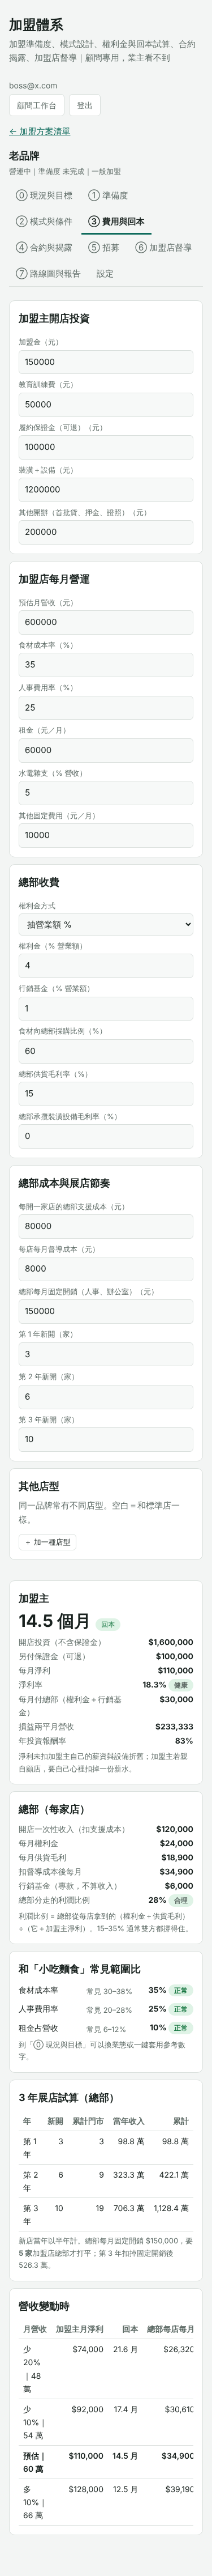 加盟體系
加盟準備度、模式設計、權利金與回本試算、合約
揭露、加盟店督導｜顧問專用，業主看不到
boss@x.com
顧問工作台
登出
← 加盟方案清單
老品牌
營運中｜準備度 未完成｜一般加盟
⓪ 現況與目標
① 準備度
② 模式與條件
③ 費用與回本
④ 合約與揭露
⑤ 招募
⑥ 加盟店督導
⑦ 路線圖與報告
設定
加盟主開店投資
加盟金（元）
150000
教育訓練費（元）
50000
履約保證金（可退）（元）
100000
裝潢＋設備（元）
1200000
其他開辦（首批貨、押金、證照）（元）
200000
加盟店每月營運
預估月營收（元）
600000
食材成本率（%）
35
人事費用率（%）
25
租金（元／月）
60000
水電雜支（% 營收）
5
其他固定費用（元／月）
10000
總部收費
權利金方式
抽營業額 %
權利金（% 營業額）
4
行銷基金（% 營業額）
1
食材向總部採購比例（%）
60
總部供貨毛利率（%）
15
總部承攬裝潢設備毛利率（%）
0
總部成本與展店節奏
每開一家店的總部支援成本（元）
80000
每店每月督導成本（元）
8000
總部每月固定開銷（人事、辦公室）（元）
150000
第 1 年新開（家）
3
第 2 年新開（家）
6
第 3 年新開（家）
10
其他店型
同一品牌常有不同店型。空白＝和標準店一
樣。
＋ 加一種店型
加盟主
14.5 個月 回本
開店投資（不含保證金） $1,600,000
另付保證金（可退） $100,000
每月淨利 $110,000
淨利率 18.3% 健康
每月付總部（權利金＋行銷基 $30,000
金）
損益兩平月營收 $233,333
年投資報酬率 83%
淨利未扣加盟主自己的薪資與設備折舊；加盟主若親
自顧店，要自己心裡扣掉一份薪水。
總部（每家店）
開店一次性收入（扣支援成本） $120,000
每月權利金 $24,000
每月供貨毛利 $18,900
扣督導成本後每月 $34,900
行銷基金（專款，不算收入） $6,000
總部分走的利潤比例 28% 合理
利潤比例 = 總部從每店拿到的（權利金＋供貨毛利）
÷（它＋加盟主淨利）。15–35% 通常雙方都撐得住。
和「小吃麵食」常見範圍比
食材成本率 常見 30–38% 35% 正常
人事費用率 常見 20–28% 25% 正常
租金占營收 常見 6–12% 10% 正常
到「⓪ 現況與目標」可以換業態或一鍵套用參考數
字。
3 年展店試算（總部）
年 新開 累計門市 當年收入 累計
第 1 3 3 98.8 萬 98.8 萬
年
第 2 6 9 323.3 萬 422.1 萬
年
第 3 10 19 706.3 萬 1,128.4 萬
年
新店當年以半年計、總部每月固定開銷 $150,000，要
5 家加盟店總部才打平；第 3 年扣掉固定開銷後
526.3 萬。
營收變動時
月營收 加盟主月淨利 回本 總部每店每月
少 $74,000 21.6 月 $26,320
20%
｜48
萬
少 $92,000 17.4 月 $30,610
10%｜
54 萬
預估｜ $110,000 14.5 月 $34,900
60 萬
多 $128,000 12.5 月 $39,190
10%｜
66 萬